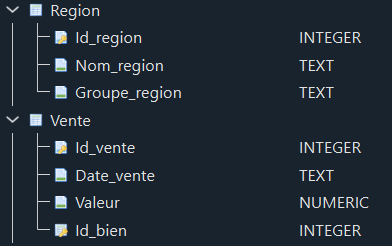 Region
Id_region INTEGER
Nom_region TEXT
Groupe_region TEXT
Vente
Id_vente INTEGER
Date_vente TEXT
Valeur NUMERIC
Id_bien INTEGER